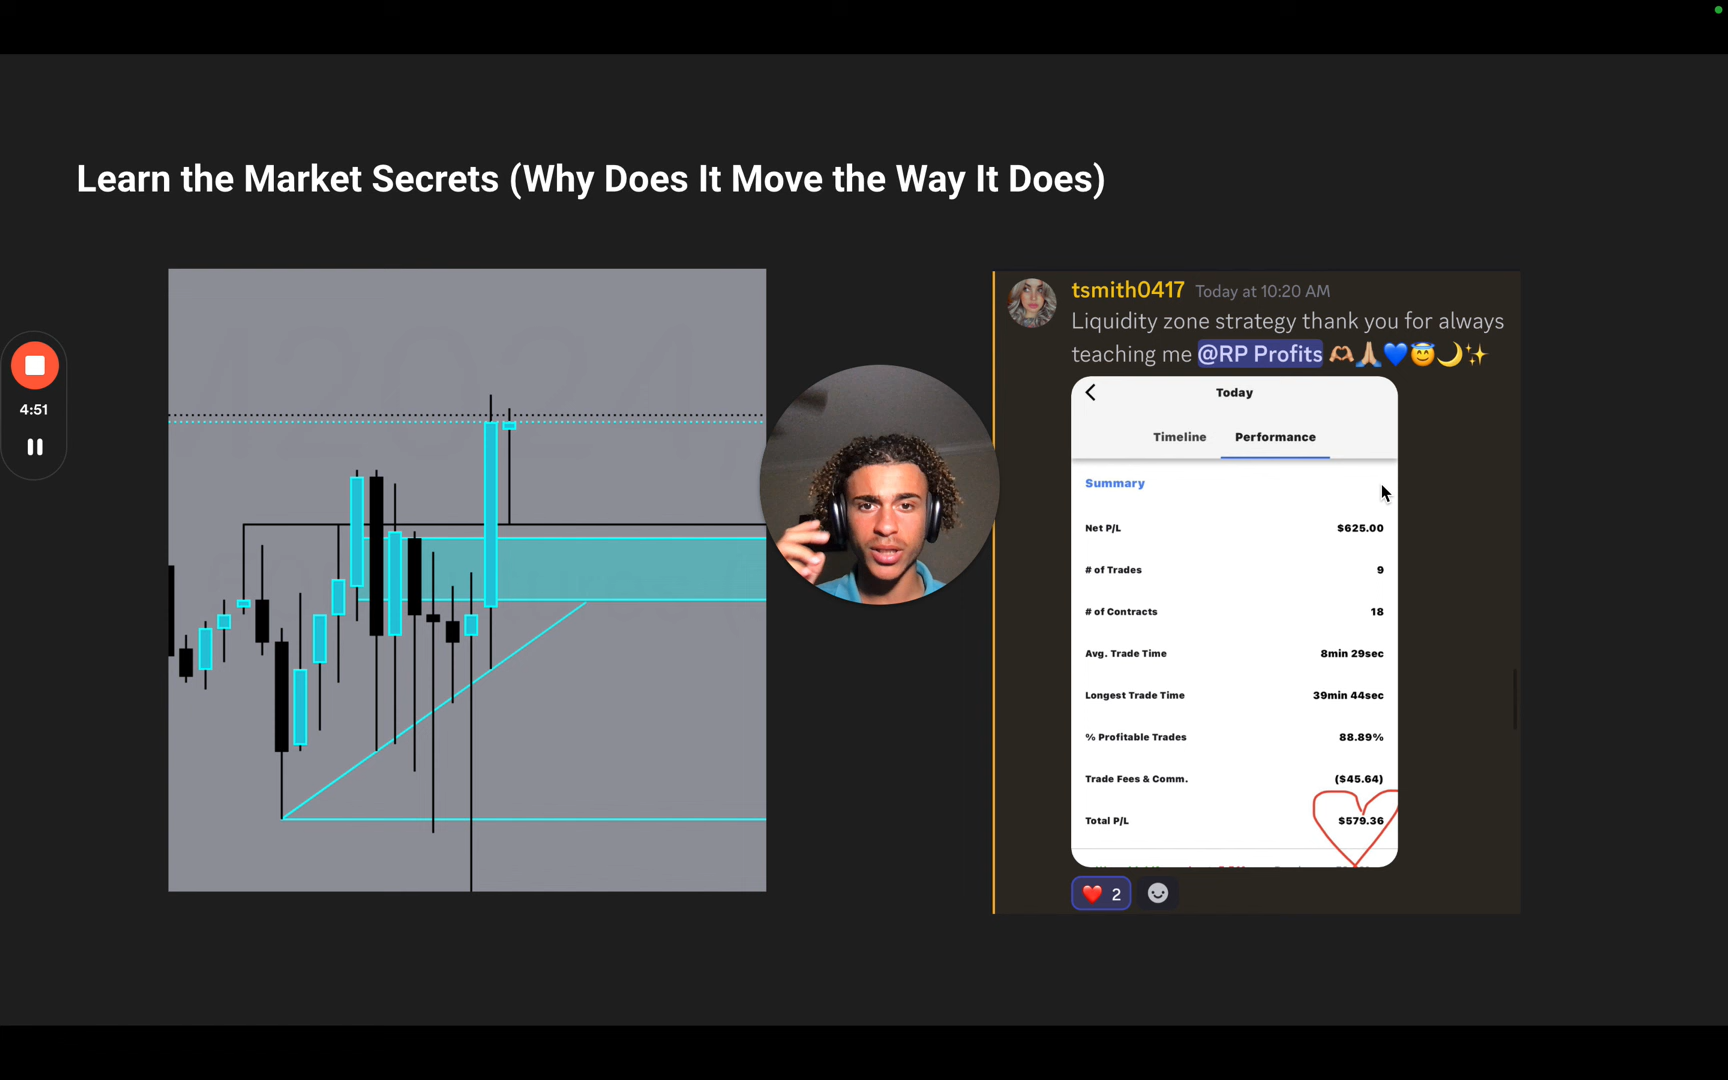 Learn the Market Secrets (Why Does It Move the Way It Does)
4:51
tsmith0417 Today at 10:20 AM
Liquidity zone strategy thank you for always
teaching me @RP Profits 🫶🏼🙏🏼💙😇🌙✨
Today
Timeline Performance
Summary
Net P/L $625.00
# of Trades 9
# of Contracts 18
Avg. Trade Time 8min 29sec
Longest Trade Time 39min 44sec
% Profitable Trades 88.89%
Trade Fees & Comm. ($45.64)
Total P/L $579.36
❤️ 2